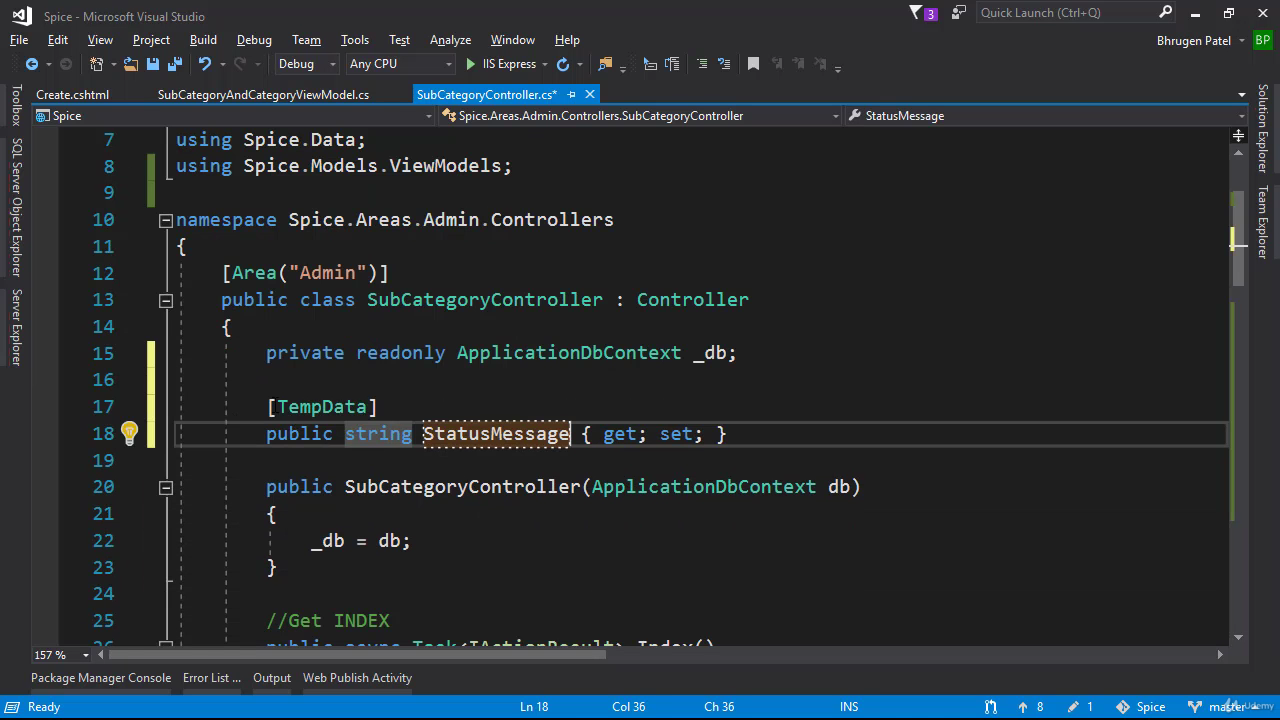 Spice - Microsoft Visual Studio
3
Quick Launch (Ctrl+Q)
File Edit View Project Build Debug Team Tools Test Analyze Window Help
Bhrugen Patel BP
Debug Any CPU IIS Express
Create.cshtml SubCategoryAndCategoryViewModel.cs SubCategoryController.cs*
Spice Spice.Areas.Admin.Controllers.SubCategoryController StatusMessage
Toolbox
SQL Server Object Explorer
Server Explorer
7 using Spice.Data;
8 using Spice.Models.ViewModels;
9
10 namespace Spice.Areas.Admin.Controllers
11 {
12 [Area("Admin")]
13 public class SubCategoryController : Controller
14 {
15 private readonly ApplicationDbContext _db;
16
17 [TempData]
18 public string StatusMessage { get; set; }
19
20 public SubCategoryController(ApplicationDbContext db)
21 {
22 _db = db;
23 }
24
25 //Get INDEX
26 public async Task<IActionResult> Index()
Solution Explorer
Team Explorer
157 %
Package Manager Console Error List ... Output Web Publish Activity
Ready Ln 18 Col 36 Ch 36 INS 8 1 Spice master
Udemy